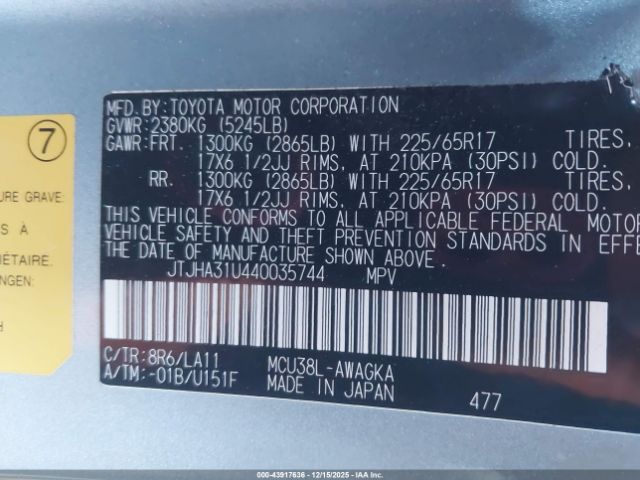 7
URE GRAVE:
S À
IÉTAIRE.
NGEN:
MFD. BY: TOYOTA MOTOR CORPORATION
GVWR: 2380KG (5245LB)
GAWR: FRT. 1300KG (2865LB) WITH 225/65R17 TIRES,
17X6 1/2JJ RIMS, AT 210KPA (30PSI) COLD.
RR. 1300KG (2865LB) WITH 225/65R17 TIRES,
17X6 1/2JJ RIMS, AT 210KPA (30PSI) COLD.
THIS VEHICLE CONFORMS TO ALL APPLICABLE FEDERAL MOTOR
VEHICLE SAFETY AND THEFT PREVENTION STANDARDS IN EFFE
THE DATE OF MANUFACTURE SHOWN ABOVE.
JTJHA31U440035744 MPV
C/TR: 8R6/LA11 MCU38L-AWAGKA
A/TM: -01B/U151F MADE IN JAPAN 477
000-43917636 - 12/15/2025 - IAAI.CA